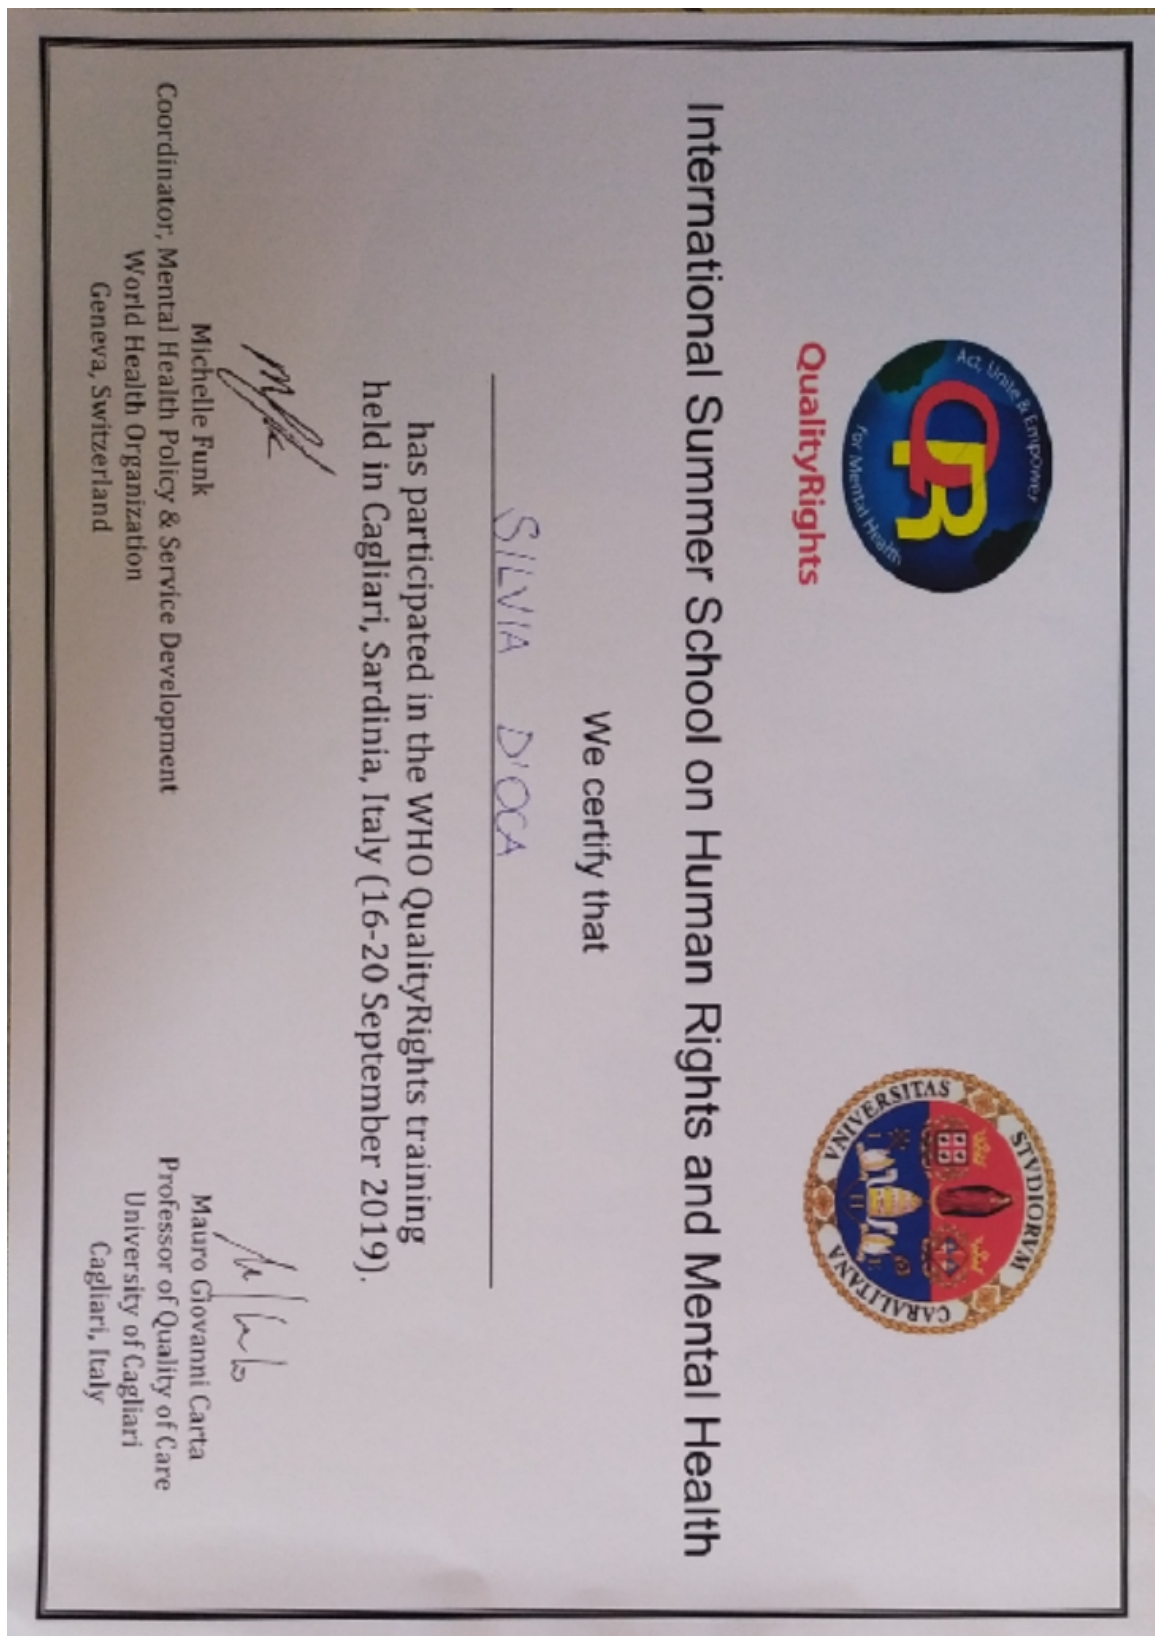 Act, Unite & Empower
for Mental Health
QR
QualityRights
STVDIORVM
VNIVERSITAS
CARALITANA
International Summer School on Human Rights and Mental Health
We certify that
SILVIA D'OCA
has participated in the WHO QualityRights training
held in Cagliari, Sardinia, Italy (16-20 September 2019).
Michelle Funk
Coordinator, Mental Health Policy & Service Development
World Health Organization
Geneva, Switzerland
Mauro Giovanni Carta
Professor of Quality of Care
University of Cagliari
Cagliari, Italy